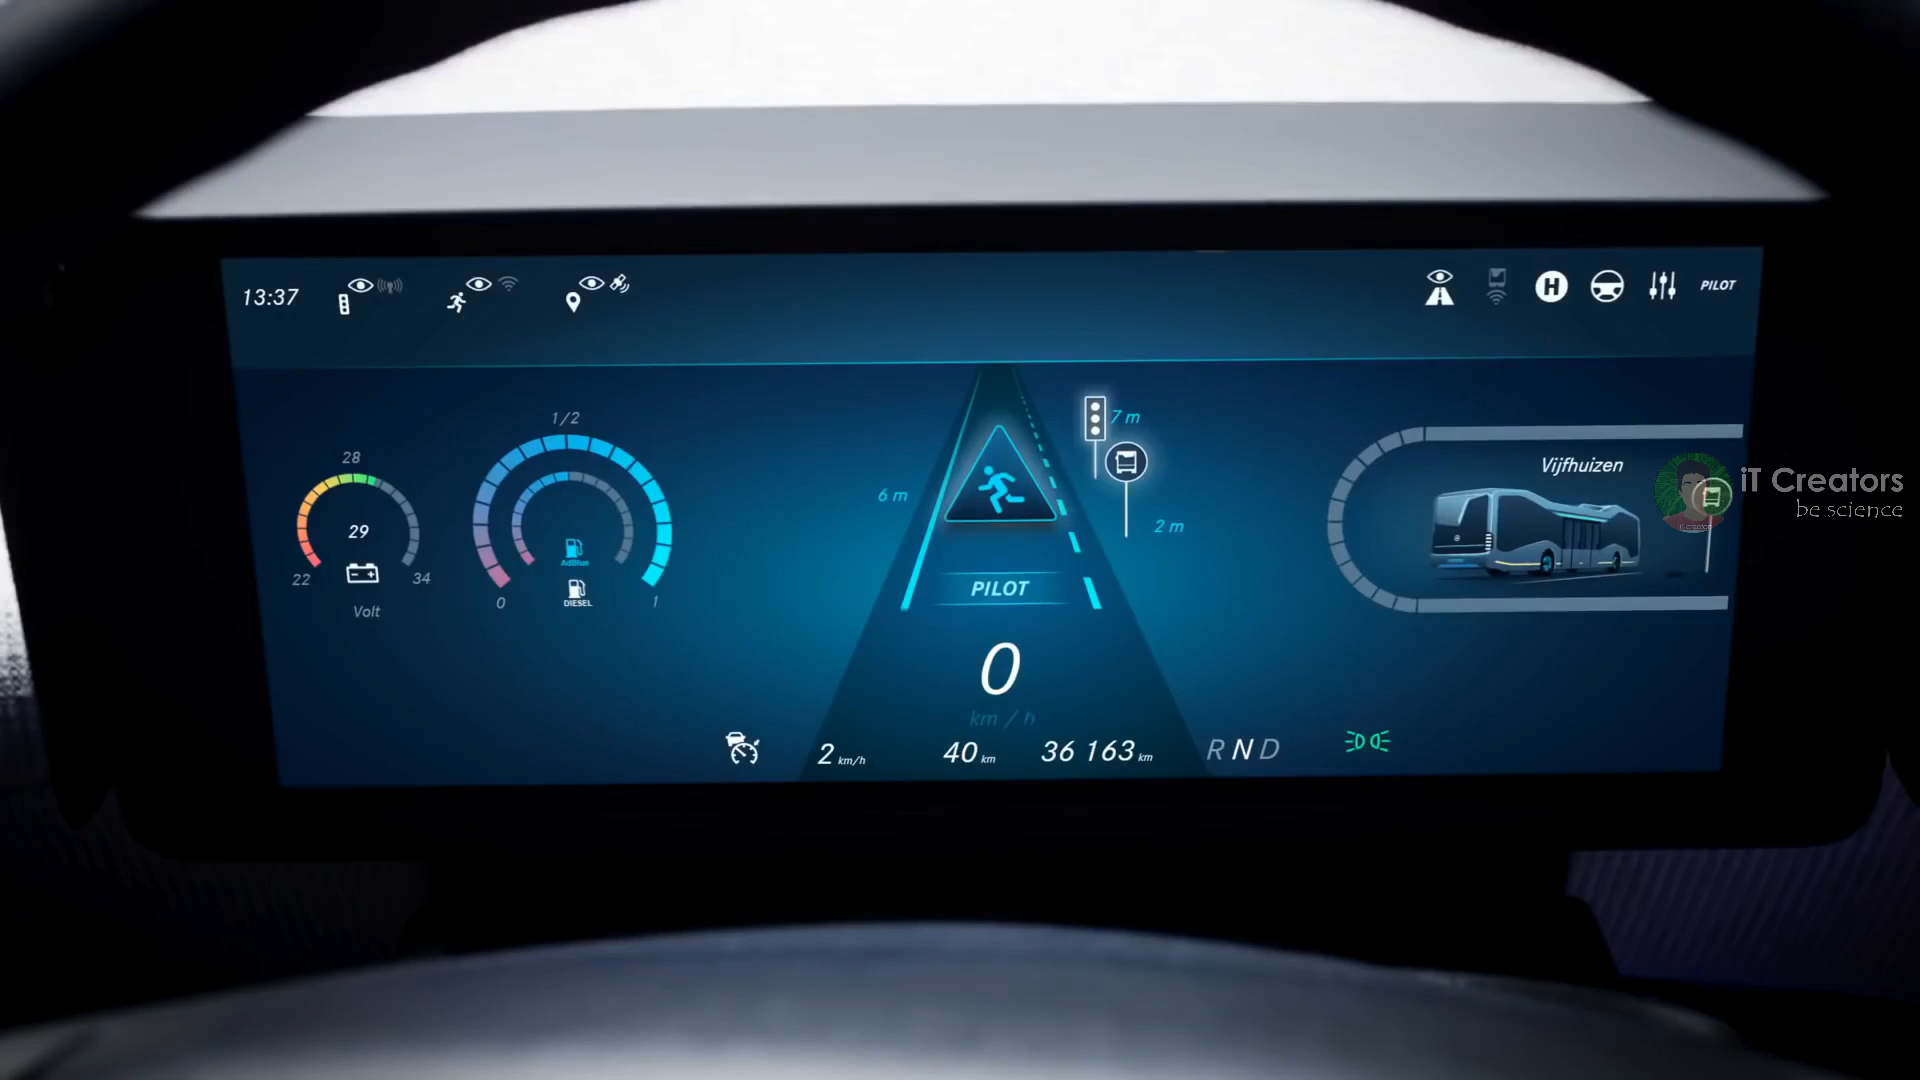 13:37
H
PILOT
1/2
28
29
22
34
Volt
AdBlue
DIESEL
0
1
7 m
6 m
2 m
PILOT
0
km / h
2 km/h
40 km
36 163 km
R N D
Vijfhuizen
iT Creators
be science